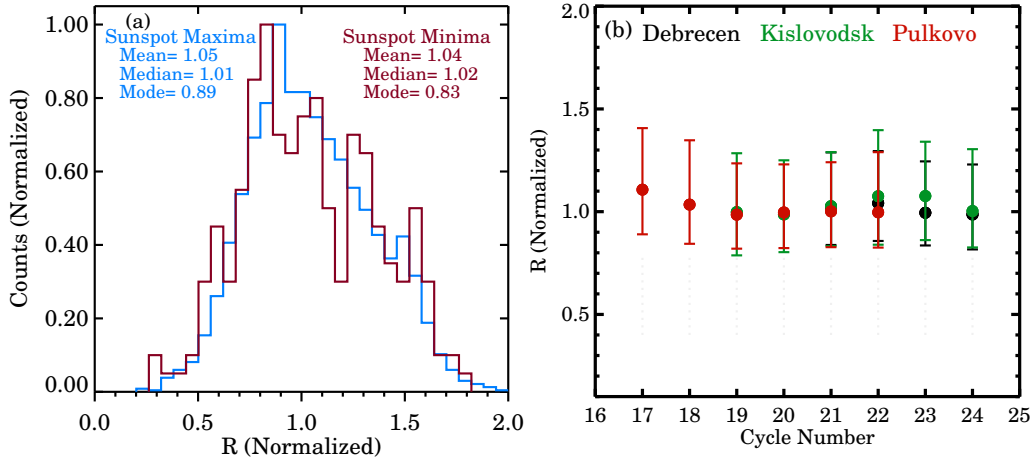 (a)
Sunspot Maxima
Mean= 1.05
Median= 1.01
Mode= 0.89
Sunspot Minima
Mean= 1.04
Median= 1.02
Mode= 0.83
1.00
0.80
0.60
0.40
0.20
0.00
Counts (Normalized)
0.0 0.5 1.0 1.5 2.0
R (Normalized)
(b) Debrecen Kislovodsk Pulkovo
2.0
1.5
1.0
0.5
R (Normalized)
16 17 18 19 20 21 22 23 24 25
Cycle Number